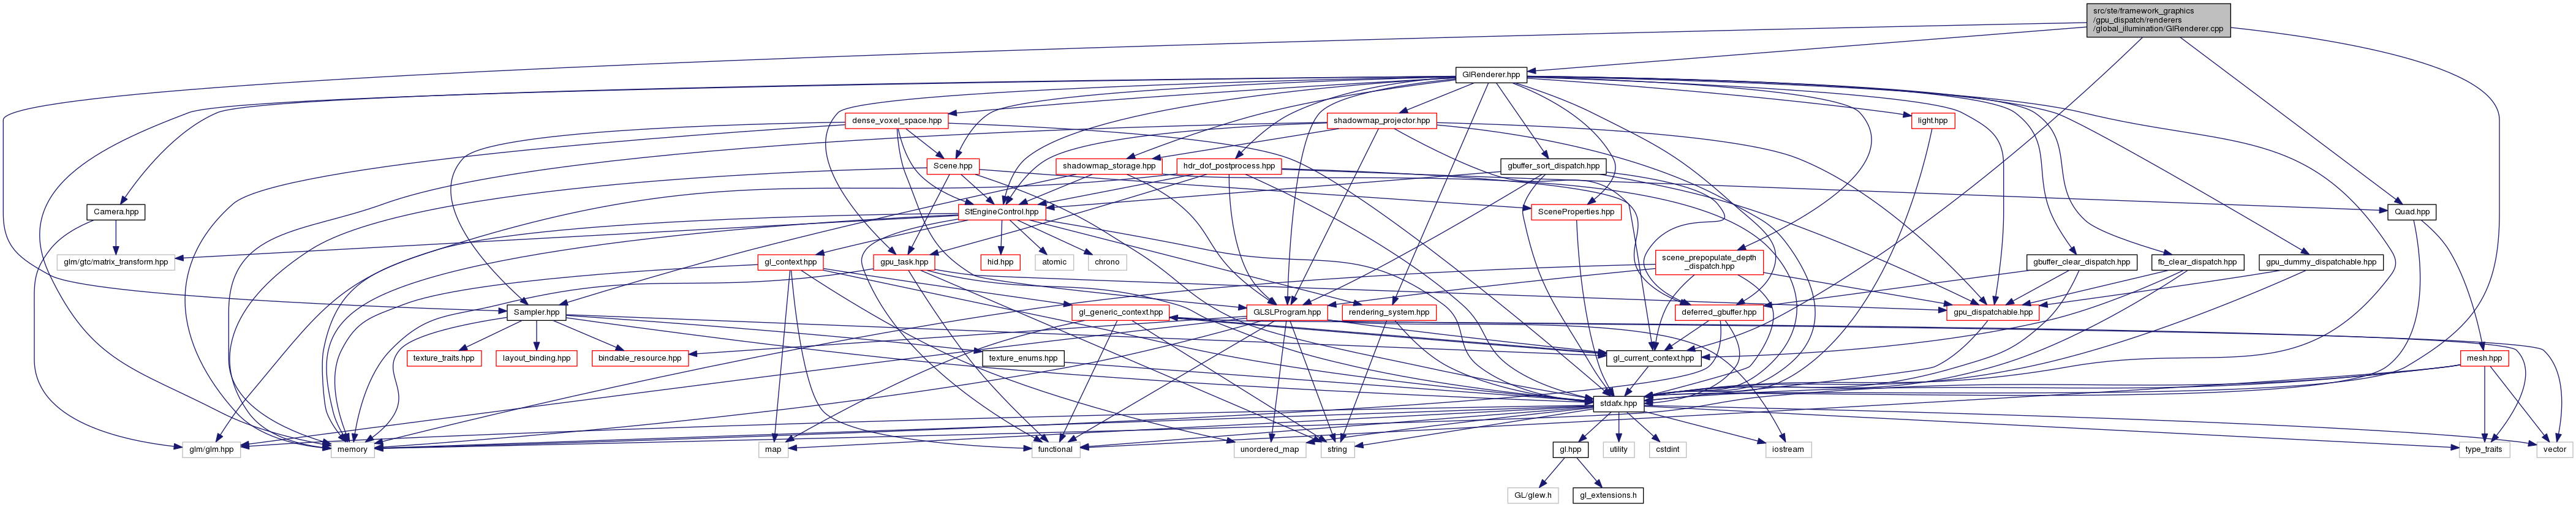 src/ste/framework_graphics
/gpu_dispatch/renderers
/global_illumination/GIRenderer.cpp
GIRenderer.hpp
dense_voxel_space.hpp
shadowmap_projector.hpp
light.hpp
Scene.hpp
shadowmap_storage.hpp
hdr_dof_postprocess.hpp
gbuffer_sort_dispatch.hpp
Camera.hpp
StEngineControl.hpp
SceneProperties.hpp
Quad.hpp
glm/gtc/matrix_transform.hpp
gl_context.hpp
gpu_task.hpp
hid.hpp
atomic
chrono
scene_prepopulate_depth
_dispatch.hpp
gbuffer_clear_dispatch.hpp
fb_clear_dispatch.hpp
gpu_dummy_dispatchable.hpp
Sampler.hpp
gl_generic_context.hpp
GLSLProgram.hpp
rendering_system.hpp
deferred_gbuffer.hpp
gpu_dispatchable.hpp
texture_traits.hpp
layout_binding.hpp
bindable_resource.hpp
texture_enums.hpp
gl_current_context.hpp
mesh.hpp
stdafx.hpp
glm/glm.hpp
memory
map
functional
unordered_map
string
gl.hpp
utility
cstdint
iostream
type_traits
vector
GL/glew.h
gl_extensions.h